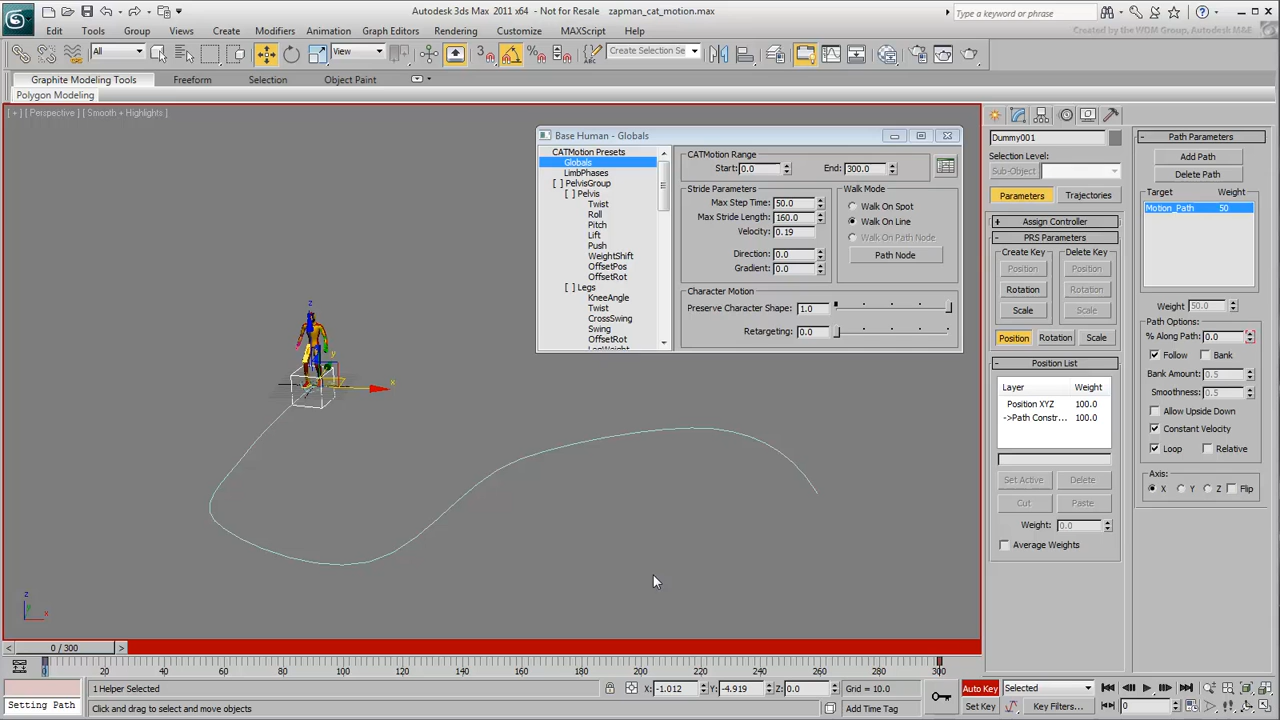 Autodesk 3ds Max 2011 x64 - Not for Resale zapman_cat_motion.max
Type a keyword or phrase
Edit Tools Group Views Create Modifiers Animation Graph Editors Rendering Customize MAXScript Help
Created by the WDM Group, Autodesk M&E
All View Create Selection Se
Graphite Modeling Tools Freeform Selection Object Paint
Polygon Modeling
[ + ] [ Perspective ] [ Smooth + Highlights ]
Base Human - Globals
CATMotion Presets
Globals
LimbPhases
[ ] PelvisGroup
[ ] Pelvis
Twist
Roll
Pitch
Lift
Push
WeightShift
OffsetPos
OffsetRot
[ ] Legs
KneeAngle
Twist
CrossSwing
Swing
OffsetRot
CATMotion Range
Start: 0.0 End: 300.0
Stride Parameters
Max Step Time: 50.0
Max Stride Length: 160.0
Velocity: 0.19
Direction: 0.0
Gradient: 0.0
Walk Mode
Walk On Spot
Walk On Line
Walk On Path Node
Path Node
Character Motion
Preserve Character Shape: 1.0
Retargeting: 0.0
Dummy001
Selection Level:
Sub-Object
Parameters Trajectories
+ Assign Controller
- PRS Parameters
Create Key Delete Key
Position Position
Rotation Rotation
Scale Scale
Position Rotation Scale
- Position List
Layer Weight
Position XYZ 100.0
->Path Constr... 100.0
Set Active Delete
Cut Paste
Weight: 0.0
Average Weights
- Path Parameters
Add Path
Delete Path
Target Weight
Motion_Path 50
Weight 50.0
Path Options:
% Along Path: 0.0
Follow Bank
Bank Amount: 0.5
Smoothness: 0.5
Allow Upside Down
Constant Velocity
Loop Relative
Axis:
X Y Z Flip
z
x
z
y
x
< 0 / 300 >
0 20 40 60 80 100 120 140 160 180 200 220 240 260 280 300
1 Helper Selected X: -1.012 Y: -4.919 Z: 0.0 Grid = 10.0 Auto Key Selected
Setting Path Click and drag to select and move objects Add Time Tag Set Key Key Filters... 0